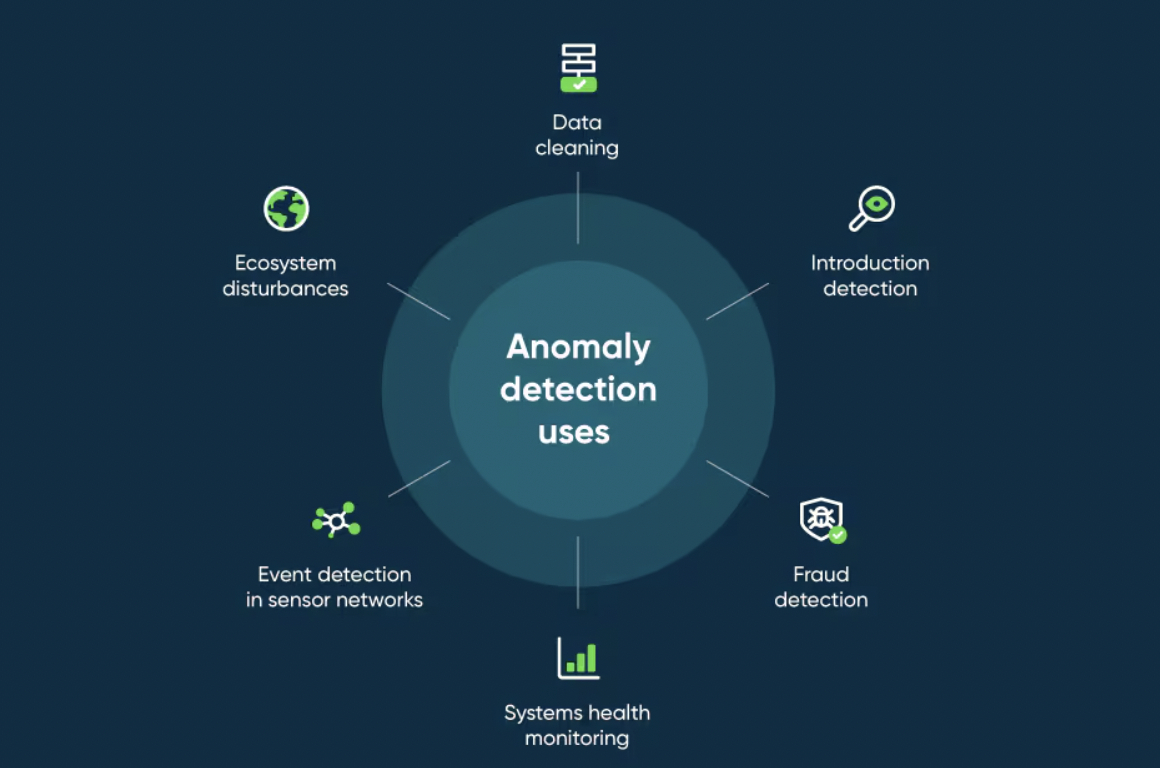 Data
cleaning
Ecosystem
disturbances
Introduction
detection
Anomaly
detection
uses
Event detection
in sensor networks
Fraud
detection
Systems health
monitoring